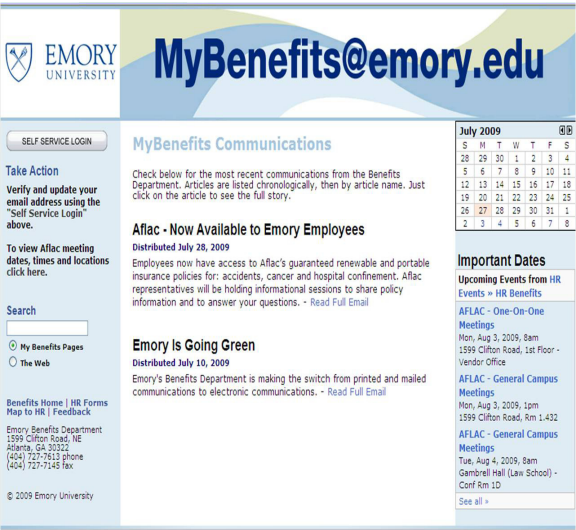 EMORY
UNIVERSITY
MyBenefits@emory.edu
SELF SERVICE LOGIN
Take Action
Verify and update your
email address using the
"Self Service Login"
above.
To view Aflac meeting
dates, times and locations
click here.
Search
My Benefits Pages
The Web
Benefits Home | HR Forms
Map to HR | Feedback
Emory Benefits Department
1599 Clifton Road, NE
Atlanta, GA 30322
(404) 727-7613 phone
(404) 727-7145 fax
© 2009 Emory University
MyBenefits Communications
Check below for the most recent communications from the Benefits
Department. Articles are listed chronologically, then by article name. Just
click on the article to see the full story.
Aflac - Now Available to Emory Employees
Distributed July 28, 2009
Employees now have access to Aflac's guaranteed renewable and portable
insurance policies for: accidents, cancer and hospital confinement. Aflac
representatives will be holding informational sessions to share policy
information and to answer your questions. - Read Full Email
Emory Is Going Green
Distributed July 10, 2009
Emory's Benefits Department is making the switch from printed and mailed
communications to electronic communications. - Read Full Email
July 2009
S M T W T F S
28 29 30 1 2 3 4
5 6 7 8 9 10 11
12 13 14 15 16 17 18
19 20 21 22 23 24 25
26 27 28 29 30 31 1
2 3 4 5 6 7 8
Important Dates
Upcoming Events from HR
Events » HR Benefits
AFLAC - One-On-One
Meetings
Mon, Aug 3, 2009, 8am
1599 Clifton Road, 1st Floor -
Vendor Office
AFLAC - General Campus
Meetings
Mon, Aug 3, 2009, 1pm
1599 Clifton Road, Rm 1.432
AFLAC - General Campus
Meetings
Tue, Aug 4, 2009, 8am
Gambrell Hall (Law School) -
Conf Rm 1D
See all »